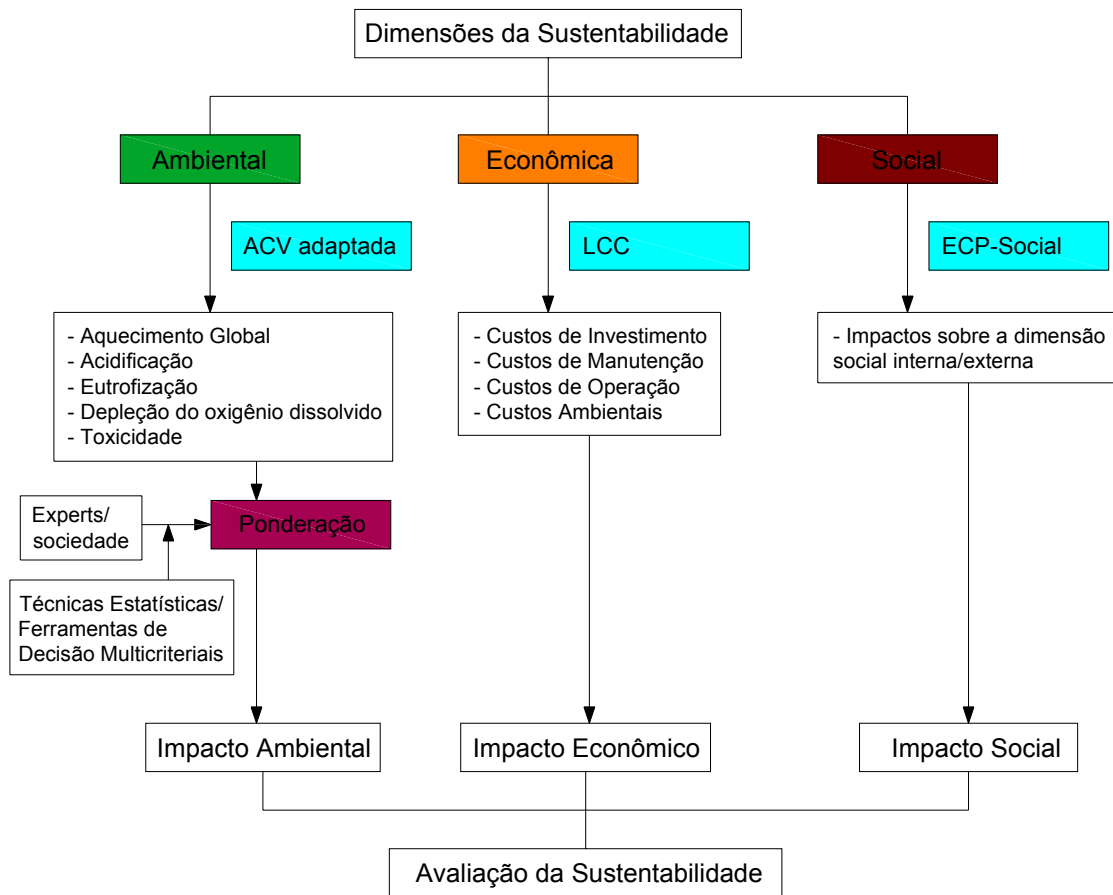 Dimensões da Sustentabilidade
Ambiental
Econômica
Social
ACV adaptada
LCC
ECP-Social
- Aquecimento Global
- Acidificação
- Eutrofização
- Depleção do oxigênio dissolvido
- Toxicidade
- Custos de Investimento
- Custos de Manutenção
- Custos de Operação
- Custos Ambientais
- Impactos sobre a dimensão
social interna/externa
Experts/
sociedade
Ponderação
Técnicas Estatísticas/
Ferramentas de
Decisão Multicriteriais
Impacto Ambiental
Impacto Econômico
Impacto Social
Avaliação da Sustentabilidade